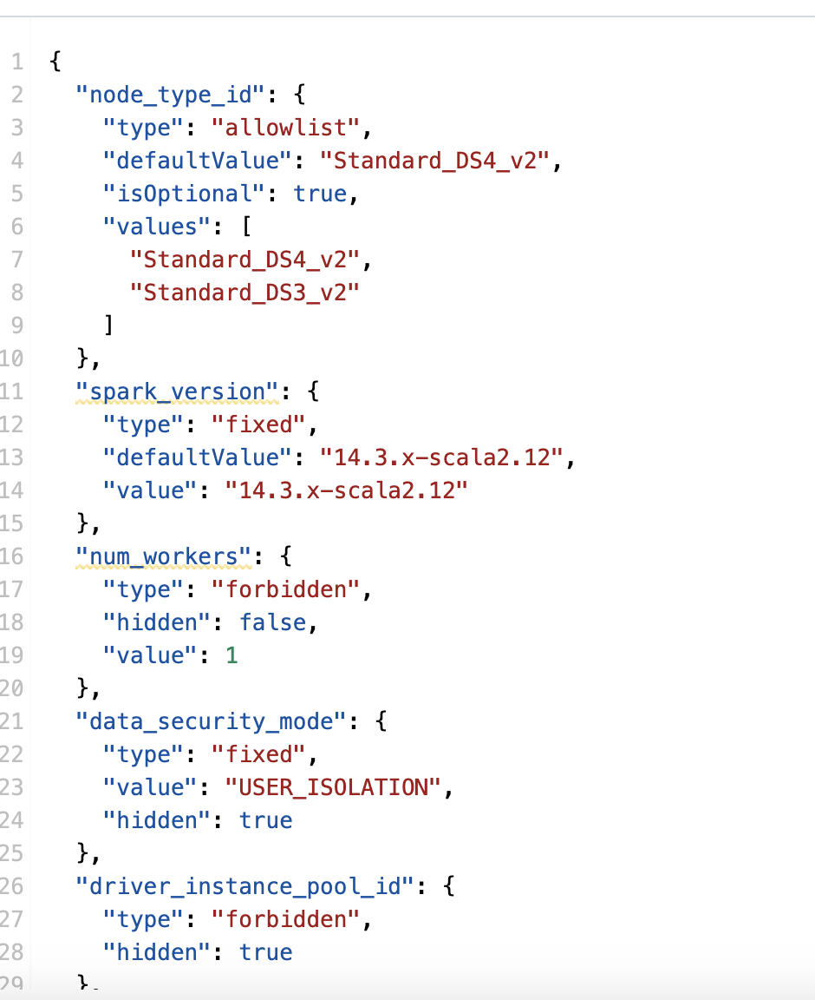 1 {
2 "node_type_id": {
3 "type": "allowlist",
4 "defaultValue": "Standard_DS4_v2",
5 "isOptional": true,
6 "values": [
7 "Standard_DS4_v2",
8 "Standard_DS3_v2"
9 ]
10 },
11 "spark_version": {
12 "type": "fixed",
13 "defaultValue": "14.3.x-scala2.12",
14 "value": "14.3.x-scala2.12"
15 },
16 "num_workers": {
17 "type": "forbidden",
18 "hidden": false,
19 "value": 1
20 },
21 "data_security_mode": {
22 "type": "fixed",
23 "value": "USER_ISOLATION",
24 "hidden": true
25 },
26 "driver_instance_pool_id": {
27 "type": "forbidden",
28 "hidden": true
29 },